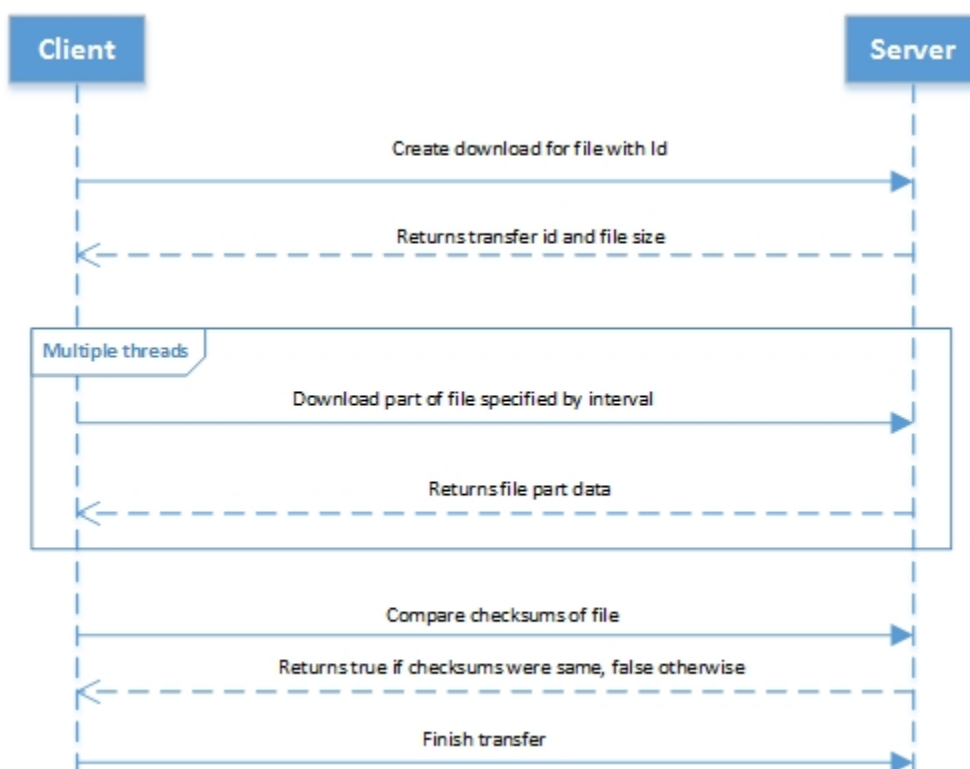 Client
Server
Create download for file with Id
Returns transfer id and file size
Multiple threads
Download part of file specified by interval
Returns file part data
Compare checksums of file
Returns true if checksums were same, false otherwise
Finish transfer